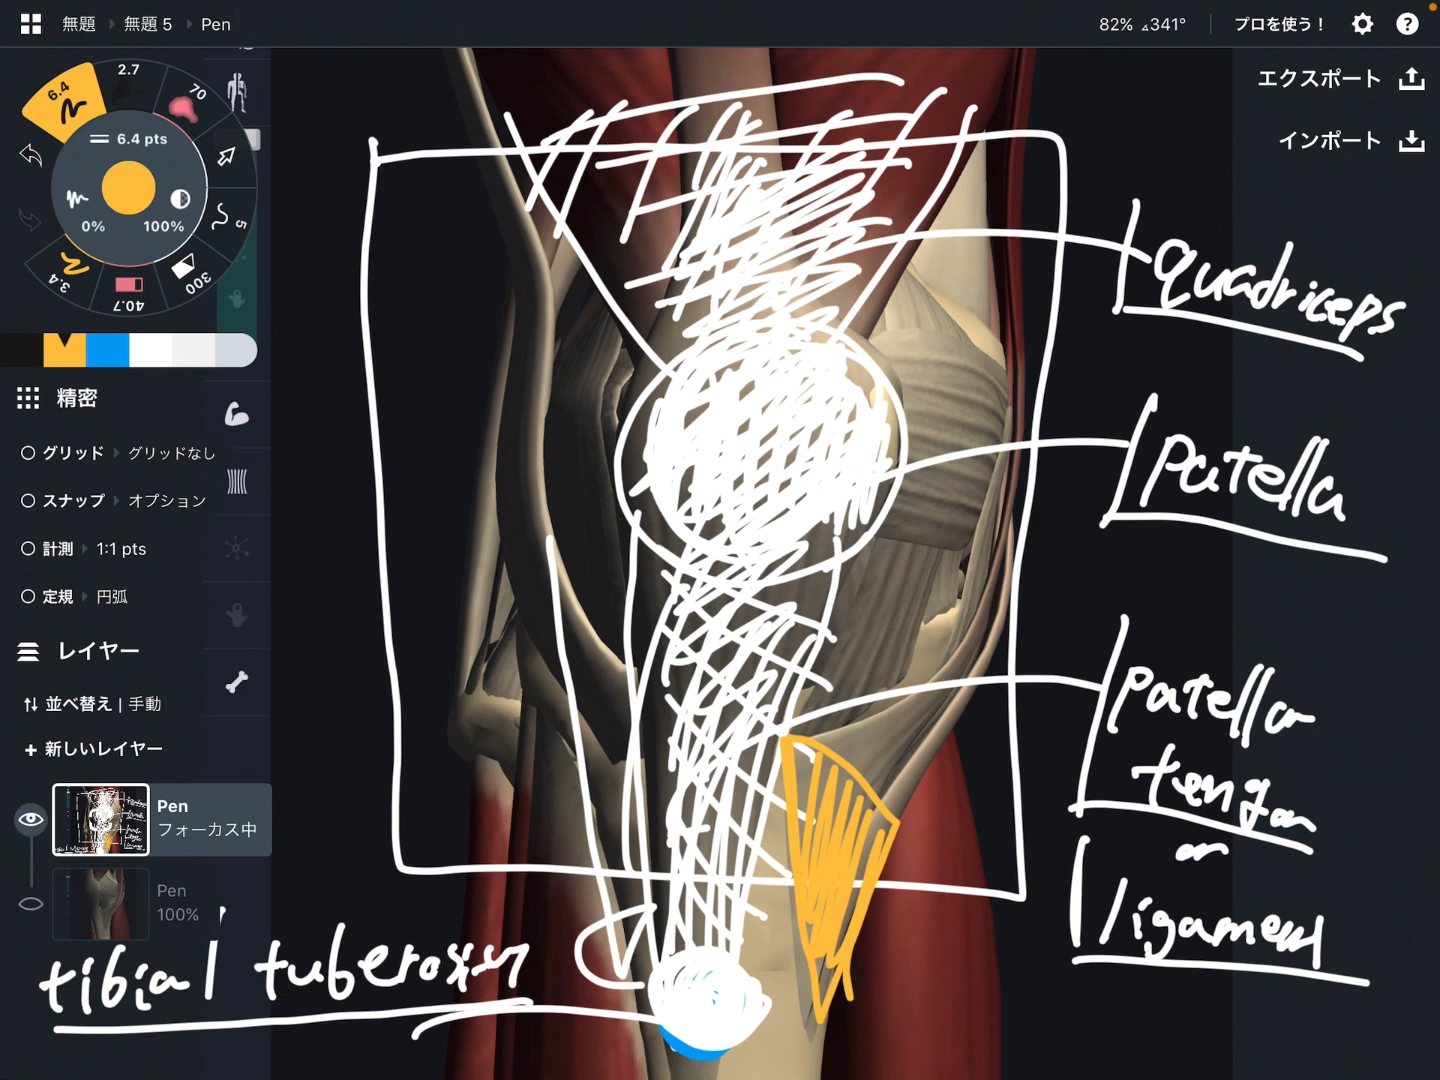 無題 無題 5 Pen 82% ⊿341° プロを使う！ ?
エクスポート
インポート
2.7
6.4
70
6.4 pts
5
0% 100%
3.4
40.7
300
quadriceps
精密
グリッド グリッドなし
スナップ オプション
計測 1:1 pts
定規 円弧
patella
レイヤー
並べ替え | 手動
新しいレイヤー
patella
Pen
フォーカス中
or
Pen
100%
ligament
tibial